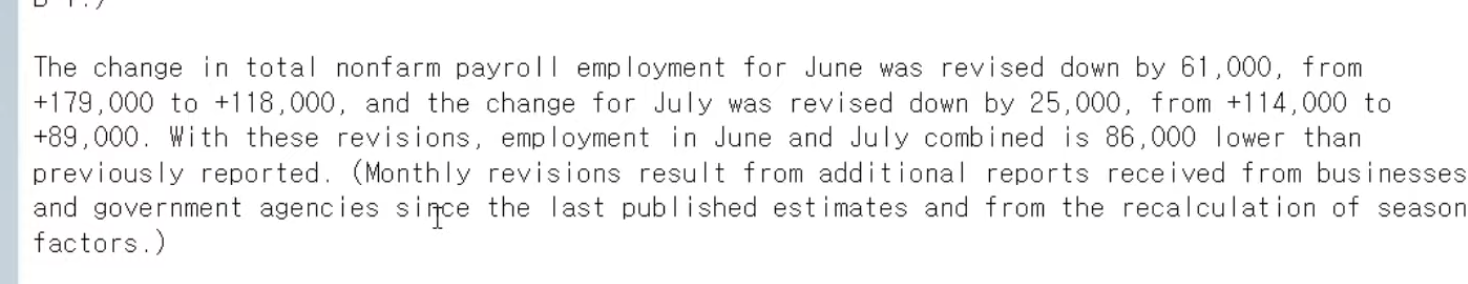 The change in total nonfarm payroll employment for June was revised down by 61,000, from
+179,000 to +118,000, and the change for July was revised down by 25,000, from +114,000 to
+89,000. With these revisions, employment in June and July combined is 86,000 lower than
previously reported. (Monthly revisions result from additional reports received from businesses
and government agencies since the last published estimates and from the recalculation of season
factors.)